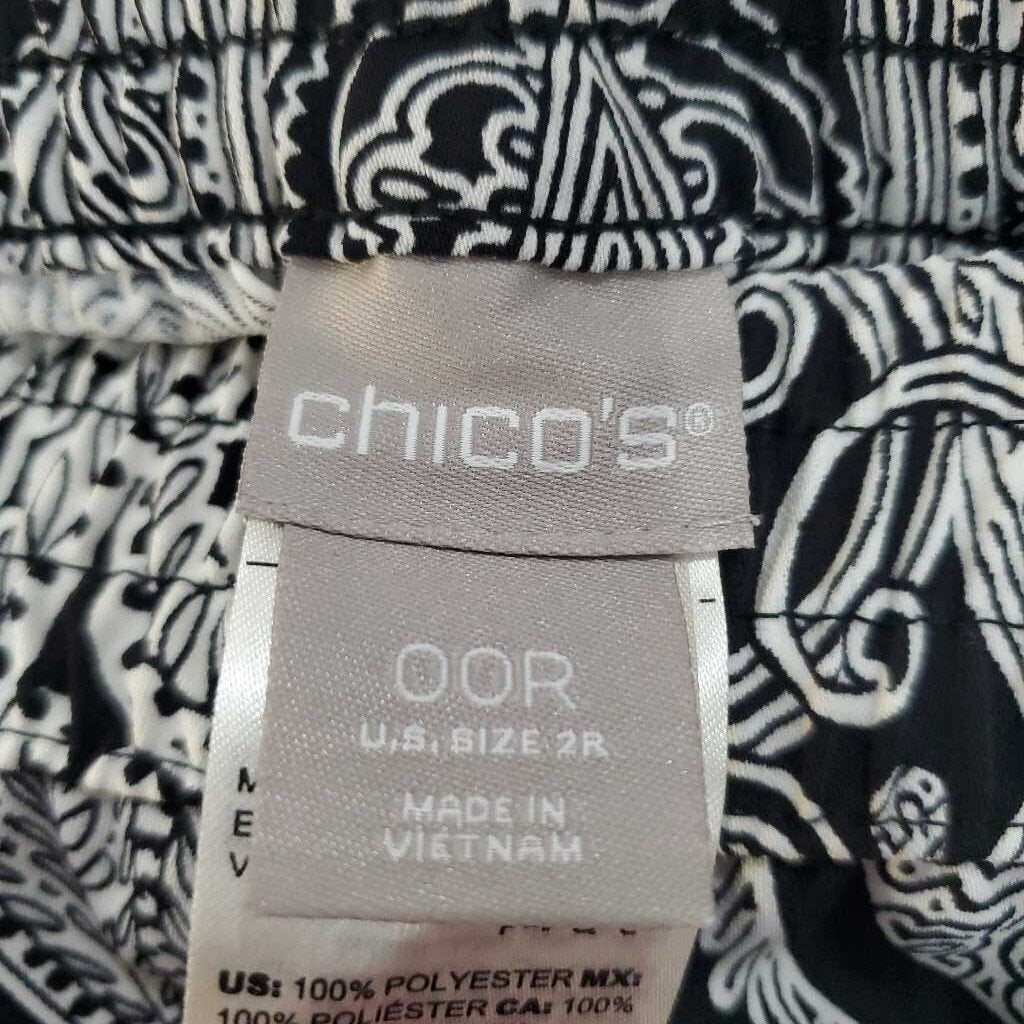 chico's®
00R
U.S. SIZE 2R
MADE IN
VIETNAM
M
E
V
US: 100% POLYESTER MX:
100% POLIÉSTER CA: 100%